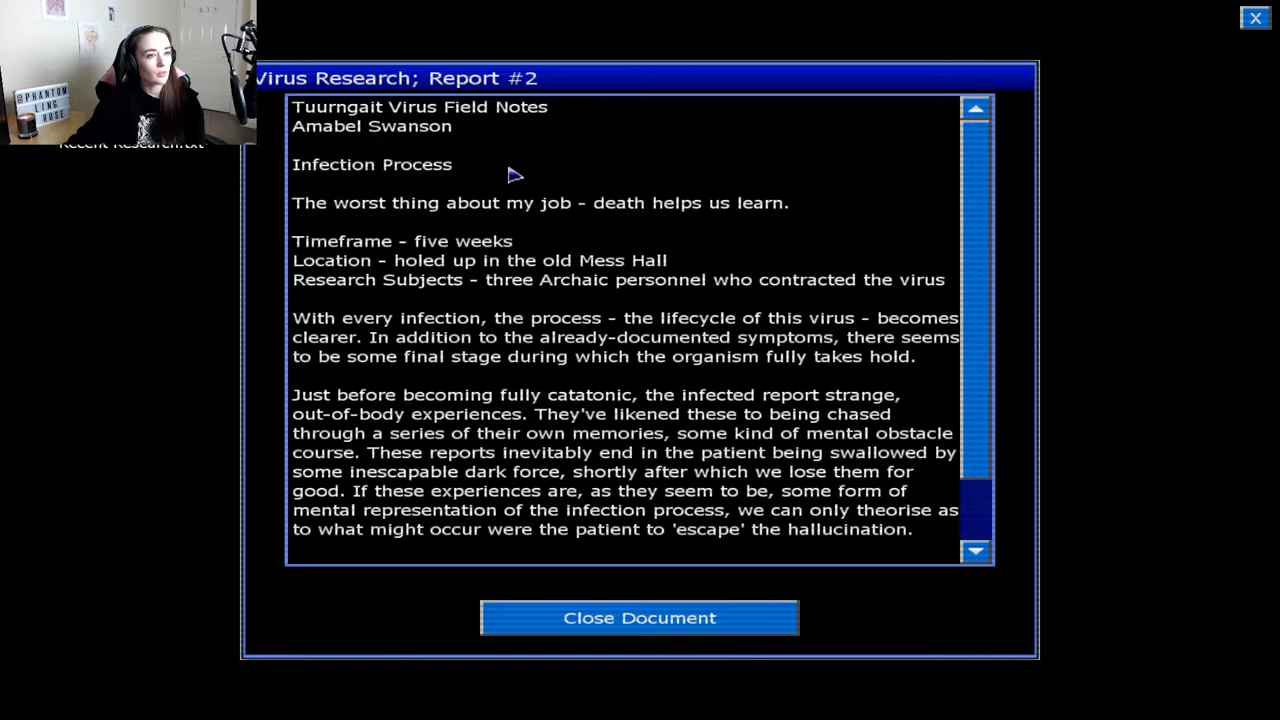 X
Virus Research; Report #2
@PHANTOM
LING
ROSE
Recent Research.txt
Tuurngait Virus Field Notes
Amabel Swanson
Infection Process
The worst thing about my job - death helps us learn.
Timeframe - five weeks
Location - holed up in the old Mess Hall
Research Subjects - three Archaic personnel who contracted the virus
With every infection, the process - the lifecycle of this virus - becomes
clearer. In addition to the already-documented symptoms, there seems
to be some final stage during which the organism fully takes hold.
Just before becoming fully catatonic, the infected report strange,
out-of-body experiences. They've likened these to being chased
through a series of their own memories, some kind of mental obstacle
course. These reports inevitably end in the patient being swallowed by
some inescapable dark force, shortly after which we lose them for
good. If these experiences are, as they seem to be, some form of
mental representation of the infection process, we can only theorise as
to what might occur were the patient to 'escape' the hallucination.
Close Document